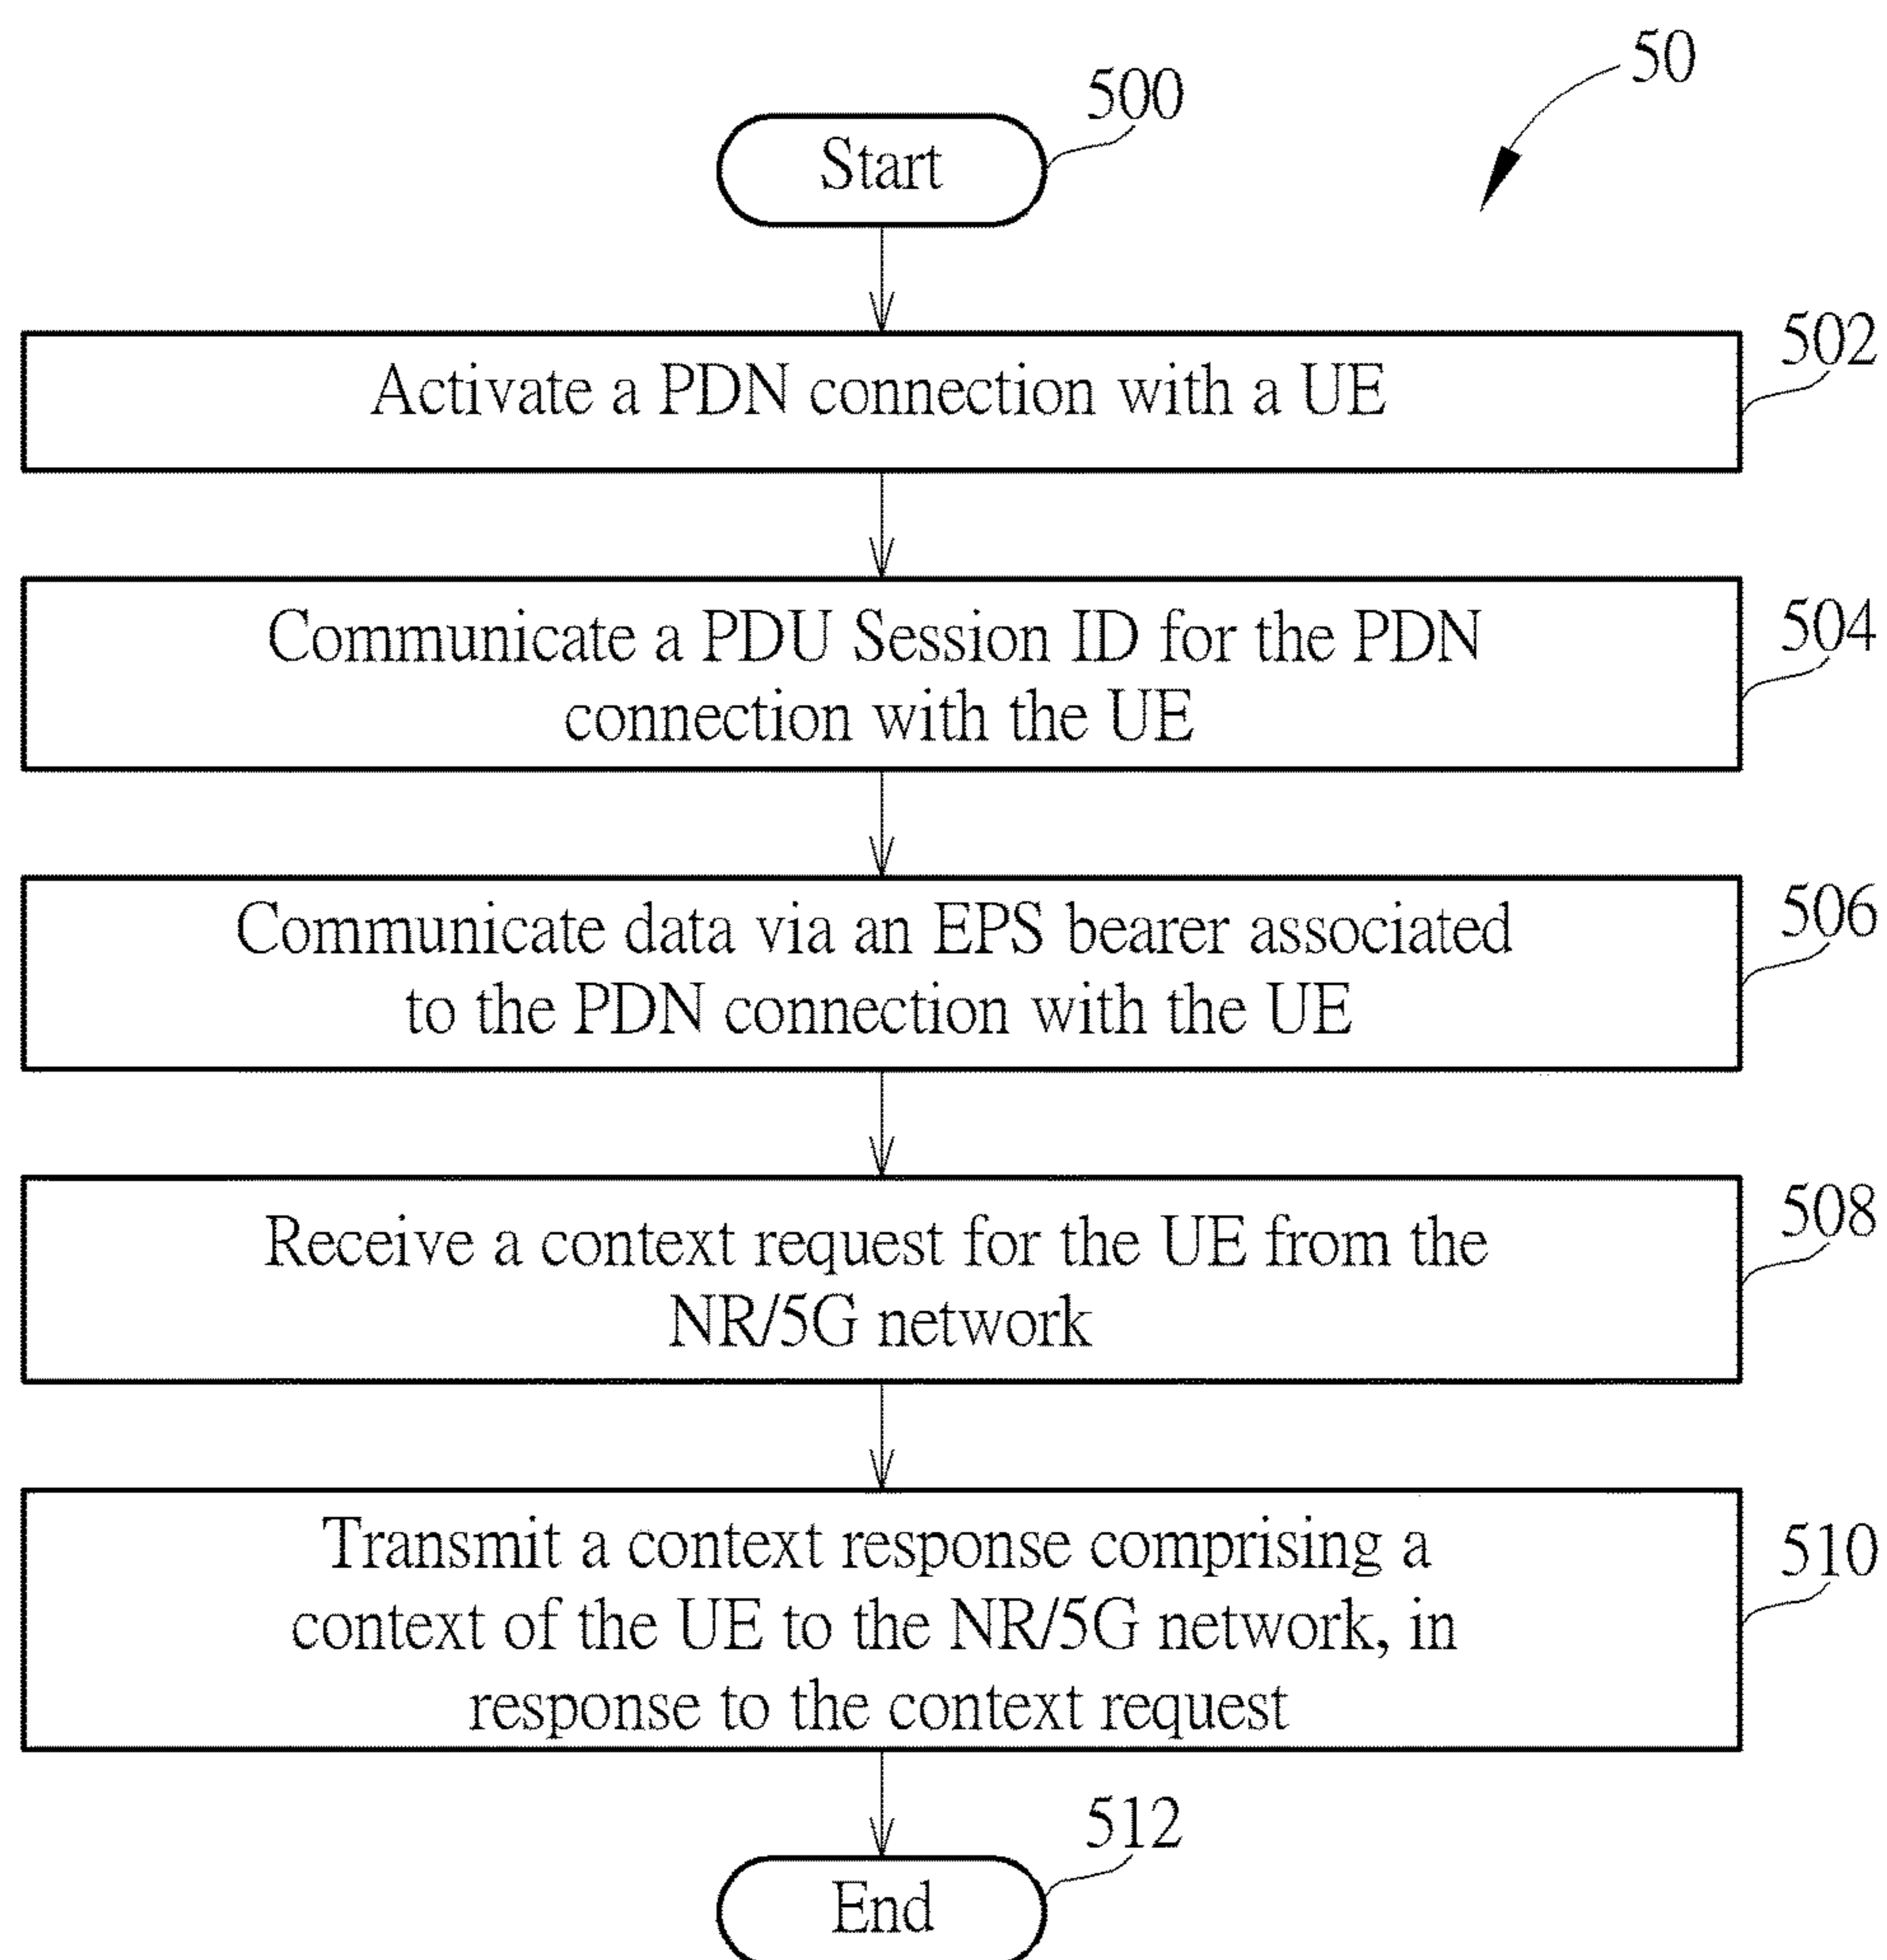 50
500
Start
502
Activate a PDN connection with a UE
504
Communicate a PDU Session ID for the PDN
connection with the UE
506
Communicate data via an EPS bearer associated
to the PDN connection with the UE
508
Receive a context request for the UE from the
NR/5G network
510
Transmit a context response comprising a
context of the UE to the NR/5G network, in
response to the context request
512
End